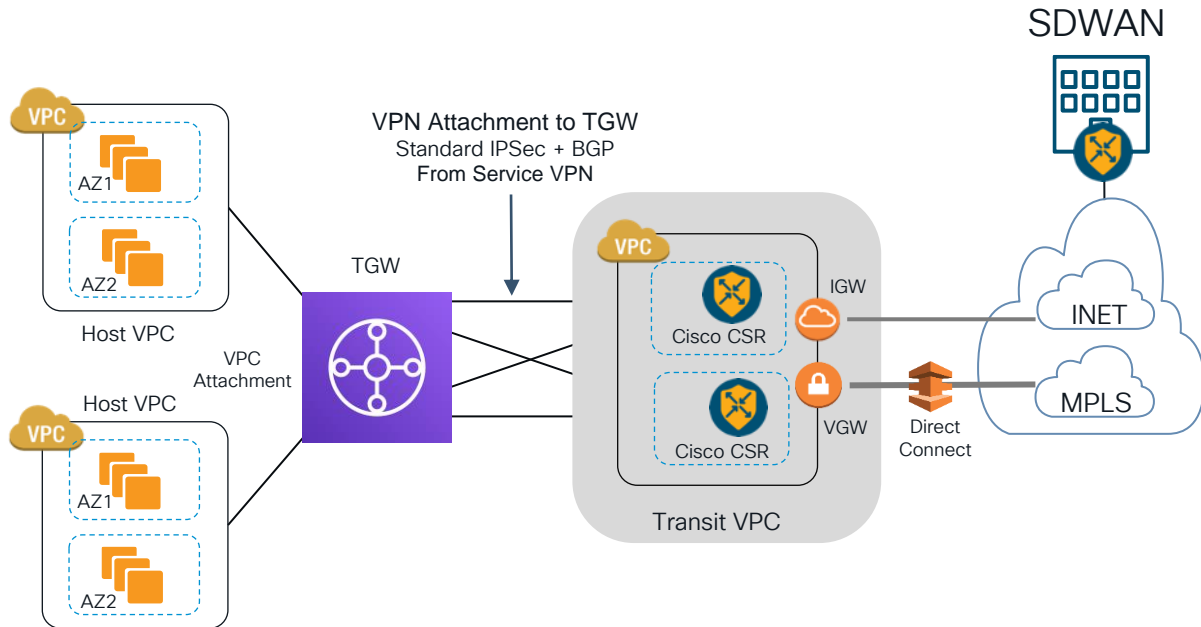 SDWAN
VPC
AZ1
AZ2
Host VPC
VPN Attachment to TGW
Standard IPSec + BGP
From Service VPN
TGW
VPC
Attachment
Host VPC
VPC
AZ1
AZ2
VPC
Cisco CSR
Cisco CSR
IGW
VGW
Transit VPC
Direct
Connect
INET
MPLS